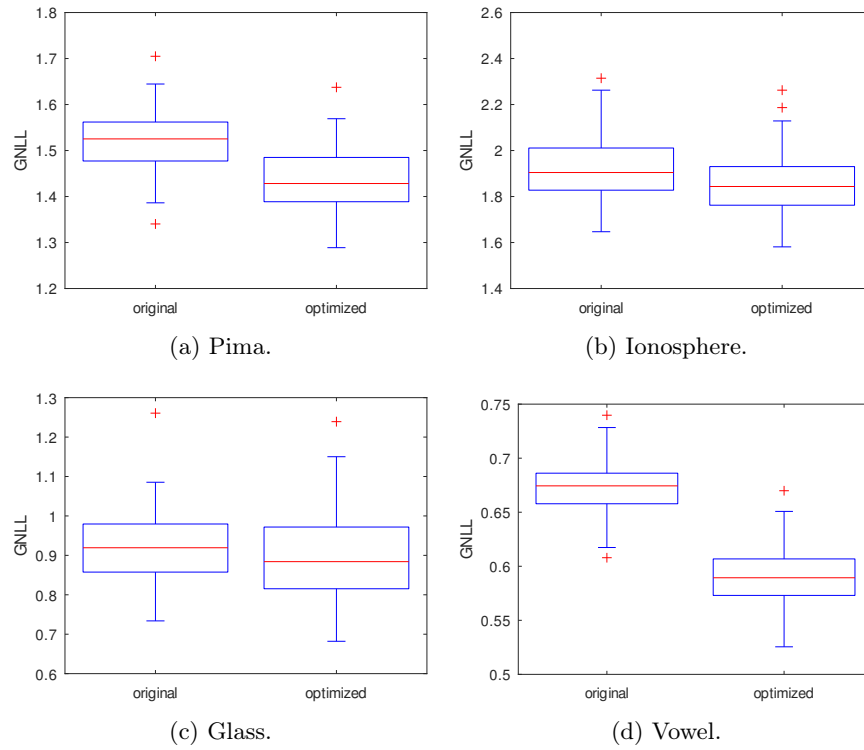 1.8
1.7
1.6
1.5
1.4
1.3
1.2
GNLL
original
optimized
(a) Pima.
2.6
2.4
2.2
2
1.8
1.6
1.4
GNLL
original
optimized
(b) Ionosphere.
1.3
1.2
1.1
1
0.9
0.8
0.7
0.6
GNLL
original
optimized
(c) Glass.
0.75
0.7
0.65
0.6
0.55
0.5
GNLL
original
optimized
(d) Vowel.